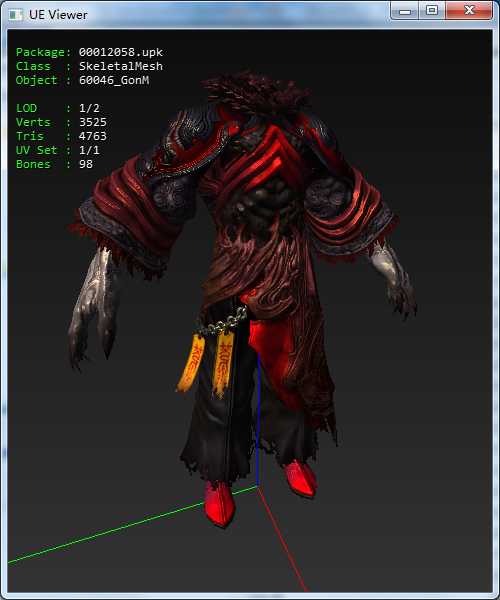 UE Viewer
Package: 00012058.upk
Class : SkeletalMesh
Object : 60046_GonM
LOD : 1/2
Verts : 3525
Tris : 4763
UV Set : 1/1
Bones : 98